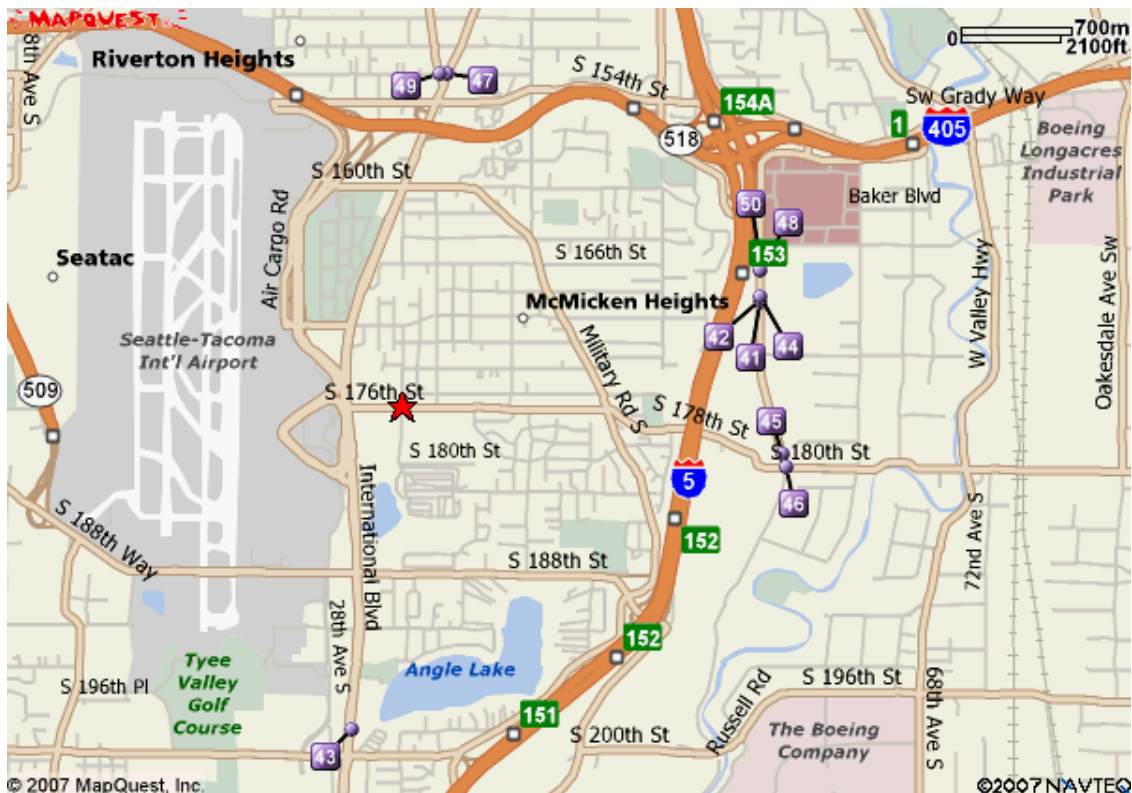 MAPQUEST
700m
0
2100ft
8th Ave S
Riverton Heights
49
47
S 154th St
154A
Sw Grady Way
1
405
518
Boeing
Longacres
Industrial
Park
S 160th St
Baker Blvd
50
48
Air Cargo Rd
Seatac
S 166th St
153
W Valley Hwy
Oakesdale Ave Sw
McMicken Heights
Seattle-Tacoma
Int'l Airport
42
41
44
Military Rd S
509
S 176th St
S 178th St
45
S 180th St
S 180th St
5
46
International Blvd
S 188th Way
152
S 188th St
72nd Ave S
28th Ave S
152
Tyee
Valley
Golf
Course
Angle Lake
S 196th Pl
Russell Rd
S 196th St
68th Ave S
151
The Boeing
Company
S 200th St
43
© 2007 MapQuest, Inc.
©2007 NAVTEQ